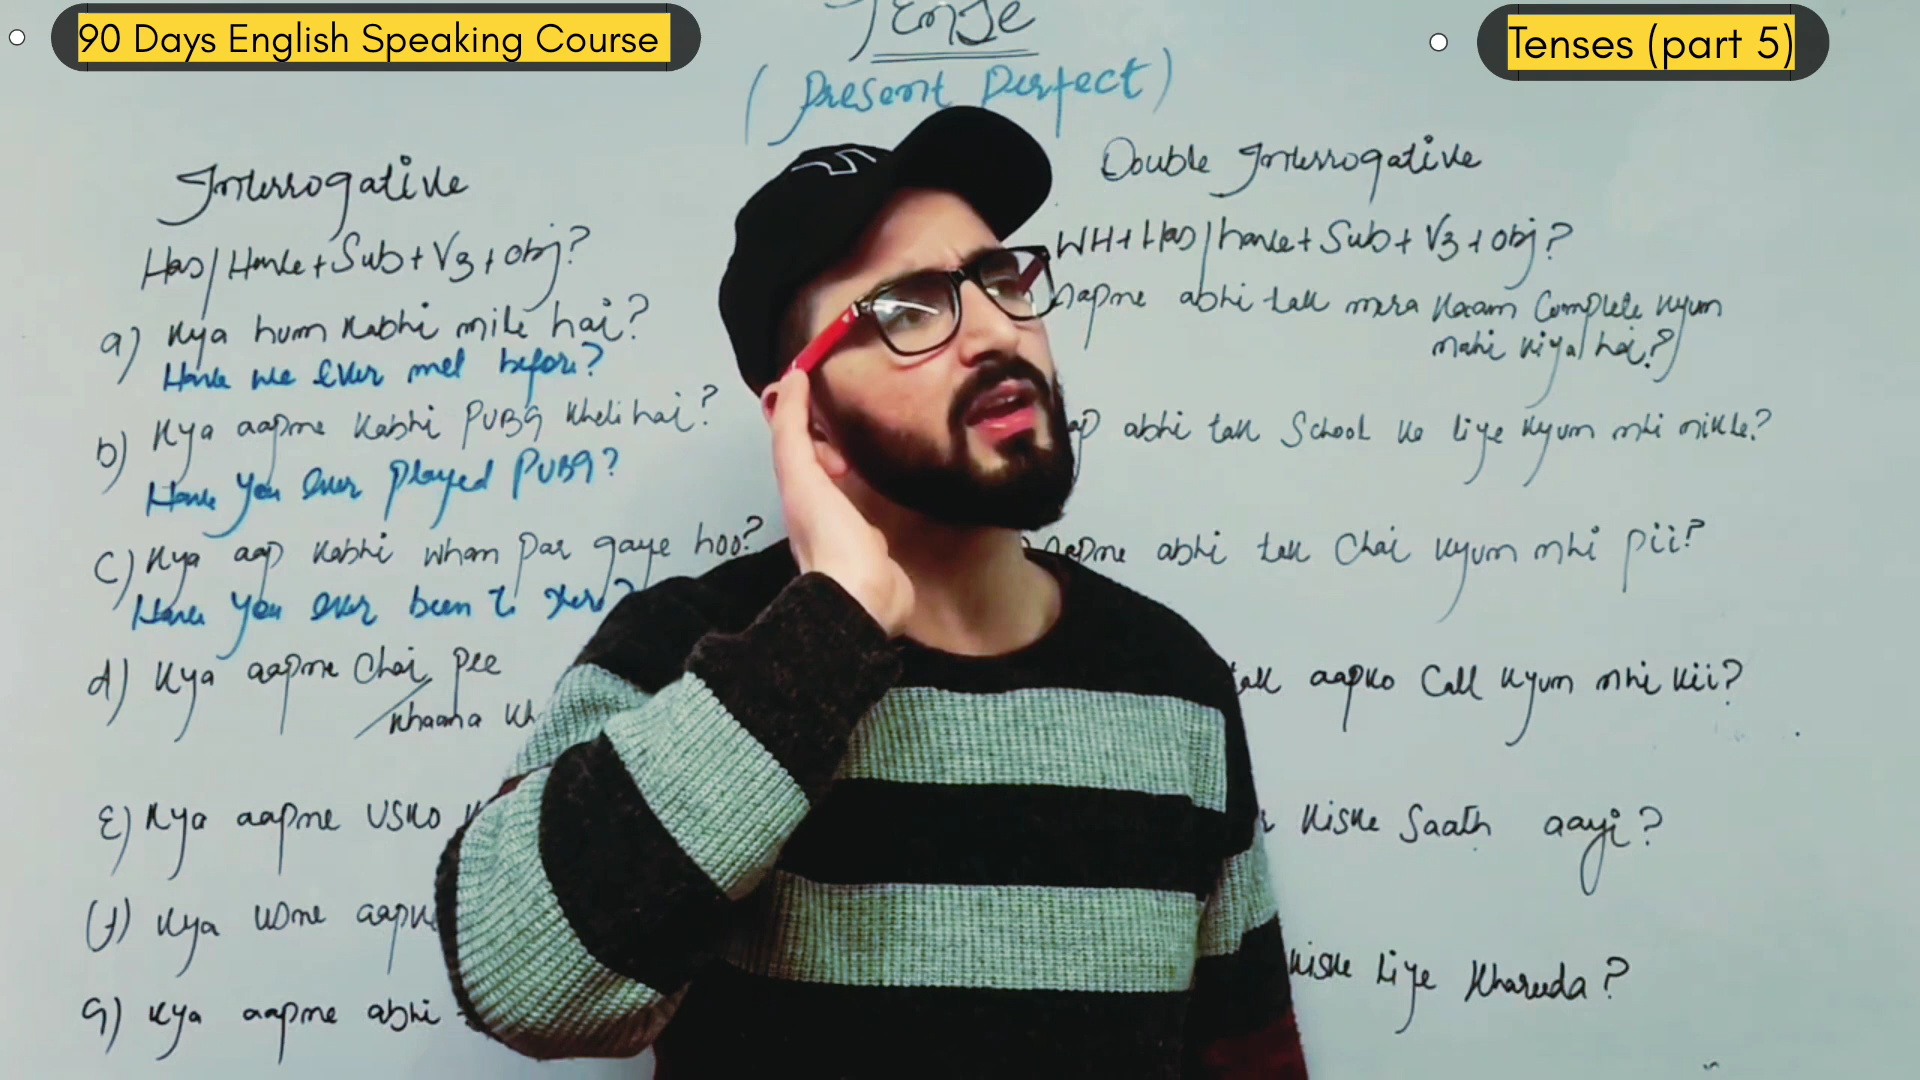 90 Days English Speaking Course
Tenses (part 5)
Tense
(Present Perfect)
Interrogative
Has/Have+Sub+V3+obj?
a) Kya hum Kabhi mile hai?
Have we ever met before?
b) Kya aapne Kabhi PUBG Kheli hai?
Have you ever played PUBG?
C) Kya aap Kabhi whan par gaye hoo?
Have you ever been to
d) Kya aapne Chai pee
/Khaana Kh
E) Kya aapne USKO
(f) Kya usne
G) Kya aapne abhi
Double Interrogative
WH+Has/have+Sub+V3+obj?
aapne abhi tak mera Kaam Complete Kyun
nahi kiya hai?
aap abhi tak School Ke liye Kyun nhi nikle?
aapne abhi tak Chai Kyun nhi pii?
tak aapko Call Kyun nhi kii?
Kiske Saath aayi?
Kiske Liye Khareeda?